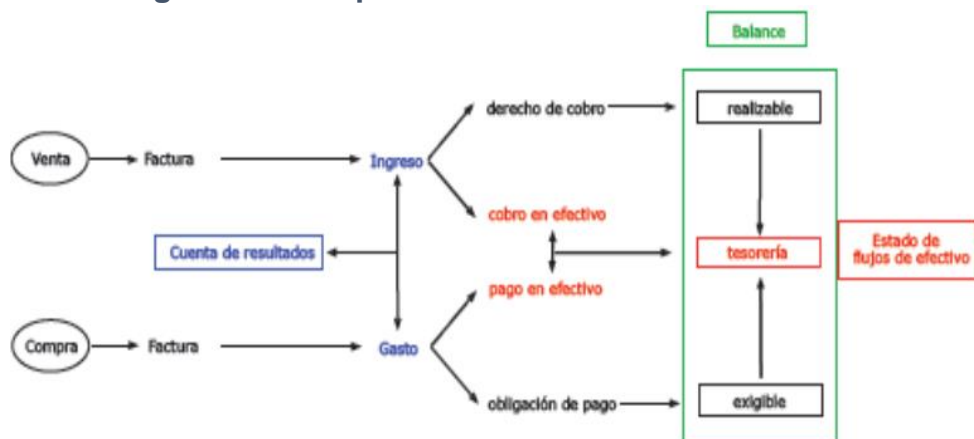 Balance
derecho de cobro
realizable
Venta
Factura
Ingreso
cobro en efectivo
Cuenta de resultados
tesorería
Estado de
flujos de efectivo
pago en efectivo
Compra
Factura
Gasto
obligación de pago
exigible